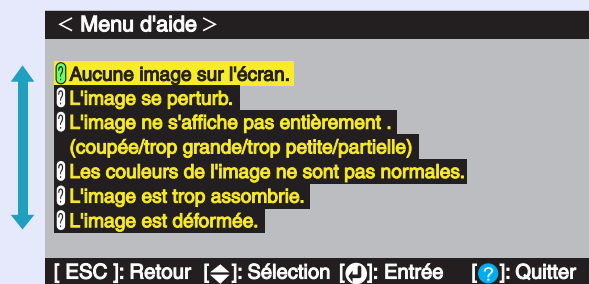 < Menu d'aide >
Aucune image sur l'écran.
L'image se perturb.
L'image ne s'affiche pas entièrement .
(coupée/trop grande/trop petite/partielle)
Les couleurs de l'image ne sont pas normales.
L'image est trop assombrie.
L'image est déformée.
[ ESC ]: Retour [◆]: Sélection [↵]: Entrée [?]: Quitter